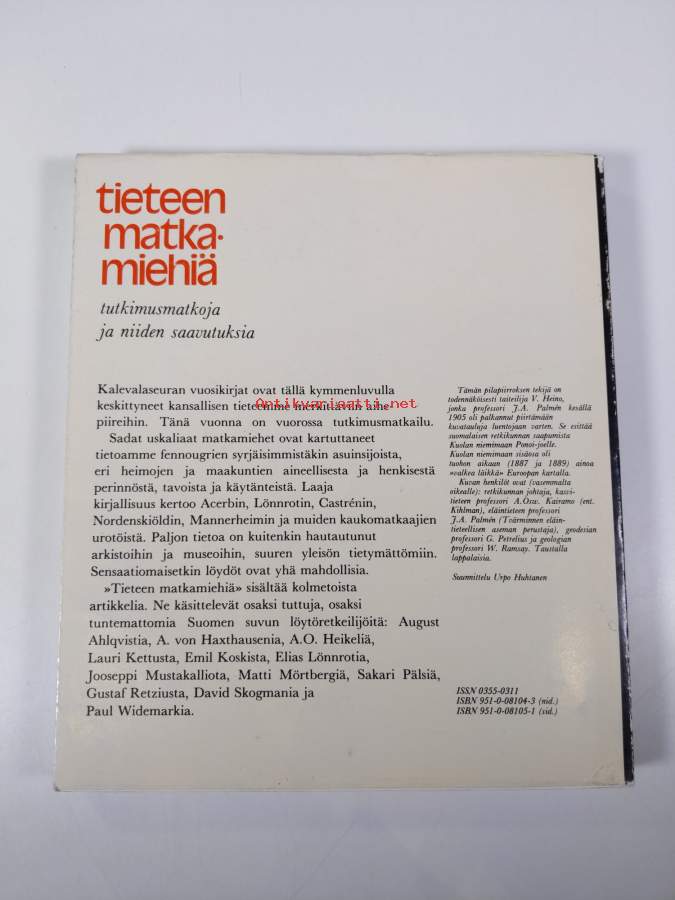 tieteen
matka-
miehiä
tutkimusmatkoja
ja niiden saavutuksia
Kalevalaseuran vuosikirjat ovat tällä kymmenluvulla
keskittyneet kansallisen tieteemme merkittäviin aihe-
piireihin. Tänä vuonna on vuorossa tutkimusmatkailu.
Sadat uskaliaat matkamiehet ovat kartuttaneet
tietoamme fennougrien syrjäisimmistäkin asuinsijoista,
eri heimojen ja maakuntien aineellisesta ja henkisestä
perinnöstä, tavoista ja käytänteistä. Laaja
kirjallisuus kertoo Acerbin, Lönnrotin, Castrénin,
Nordenskiöldin, Mannerheimin ja muiden kaukomatkaajien
urotöistä. Paljon tietoa on kuitenkin hautautunut
arkistoihin ja museoihin, suuren yleisön tietymättömiin.
Sensaatiomaisetkin löydöt ovat yhä mahdollisia.
»Tieteen matkamiehiä» sisältää kolmetoista
artikkelia. Ne käsittelevät osaksi tuttuja, osaksi
tuntemattomia Suomen suvun löytöretkeilijöitä: August
Ahlqvistia, A. von Haxthausenia, A.O. Heikeliä,
Lauri Kettusta, Emil Koskista, Elias Lönnrotia,
Jooseppi Mustakalliota, Matti Mörtbergiä, Sakari Pälsiä,
Gustaf Retziusta, David Skogmania ja
Paul Widemarkia.
Tämän pilapiirroksen tekijä on
todennäköisesti taiteilija V. Heino,
jonka professori J.A. Palmén kesällä
1905 oli palkannut piirtämään
kuvatauluja luentojaan varten. Se esittää
suomalaisen retkikunnan saapumista
Kuolan niemimaan Ponoi-joelle.
Kuolan niemimaan sisäosa oli
tuohon aikaan (1887 ja 1889) ainoa
»valkea läikkä» Euroopan kartalla.
Kuvan henkilöt ovat (vasemmalta
oikealle): retkikunnan johtaja, kasvi-
tieteen professori A.Osw. Kairamo (ent.
Kihlman), eläintieteen professori
J.A. Palmén (Tvärminnen eläin-
tieteellisen aseman perustaja), geodesian
professori G. Petrelius ja geologian
professori W. Ramsay. Taustalla
lappalaisia.
Suunnittelu Urpo Huhtanen
ISSN 0355-0311
ISBN 951-0-08104-3 (nid.)
ISBN 951-0-08105-1 (sid.)
Antikvariaatti.net